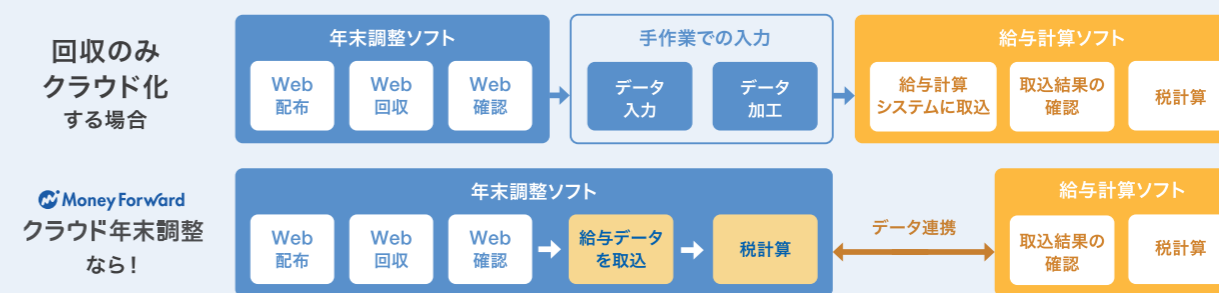 回収のみ
クラウド化
する場合
年末調整ソフト
Web
配布
Web
回収
Web
確認
手作業での入力
データ
入力
データ
加工
給与計算ソフト
給与計算
システムに取込
取込結果の
確認
税計算
Money Forward
クラウド年末調整
なら！
年末調整ソフト
Web
配布
Web
回収
Web
確認
給与データ
を取込
税計算
データ連携
給与計算ソフト
取込結果の
確認
税計算